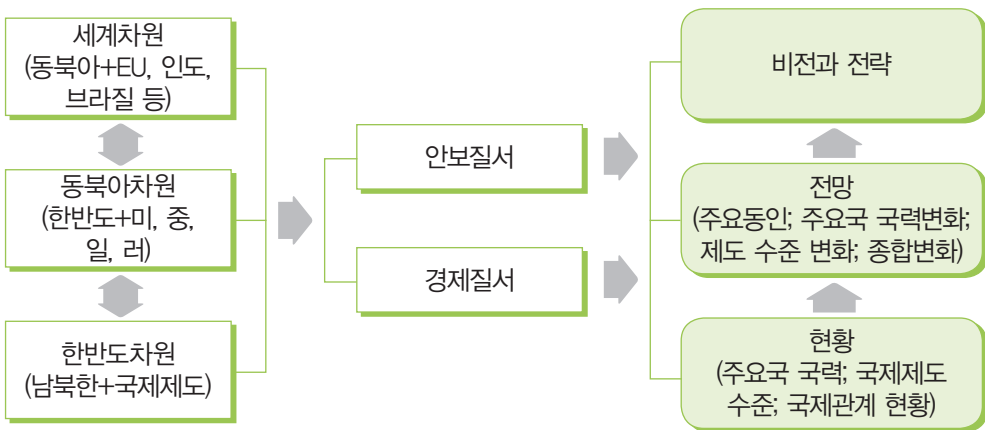 세계차원
(동북아+EU, 인도,
브라질 등)
동북아차원
(한반도+미, 중,
일, 러)
한반도차원
(남북한+국제제도)
안보질서
경제질서
비전과 전략
전망
(주요동인; 주요국 국력변화;
제도 수준 변화; 종합변화)
현황
(주요국 국력; 국제제도
수준; 국제관계 현황)